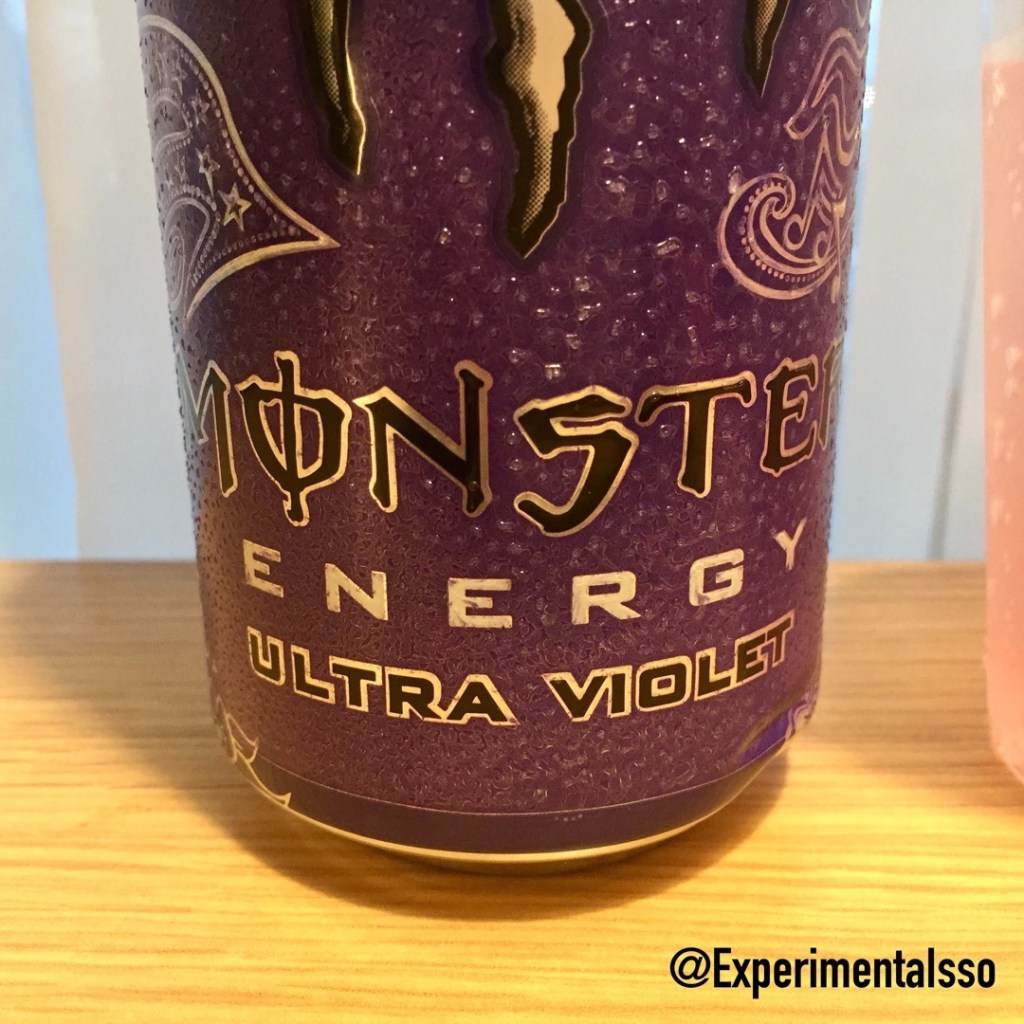 MONSTER
ENERGY
ULTRA VIOLET
@Experimentalsso